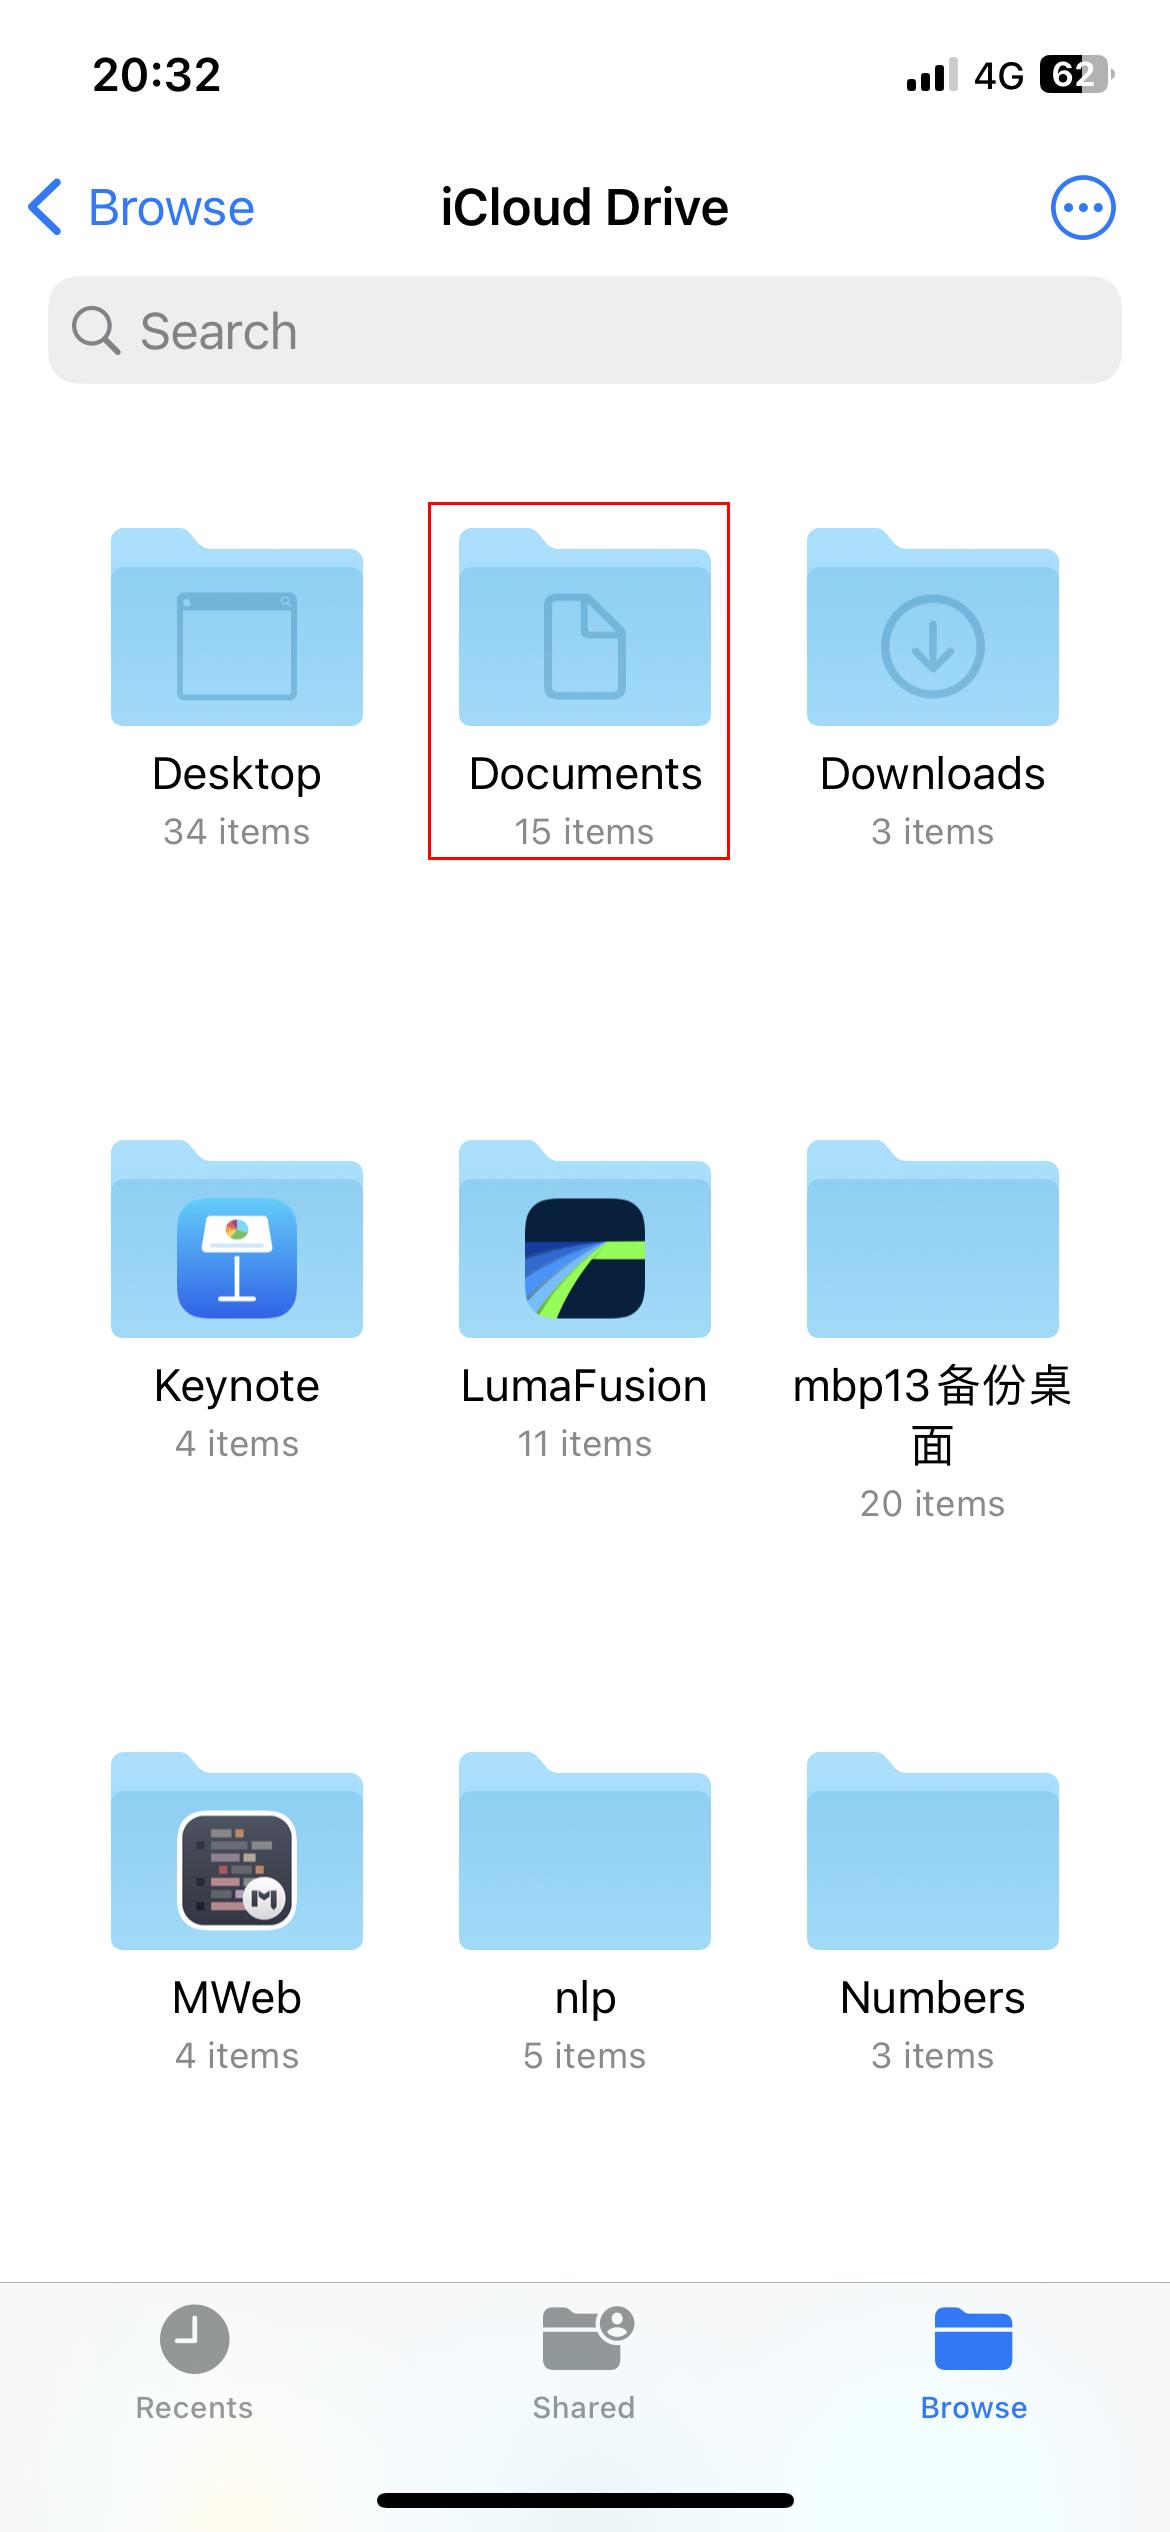 20:32
4G 62
Browse
iCloud Drive
Search
Desktop
34 items
Documents
15 items
Downloads
3 items
Keynote
4 items
LumaFusion
11 items
mbp13备份桌
面
20 items
MWeb
4 items
nlp
5 items
Numbers
3 items
Recents
Shared
Browse